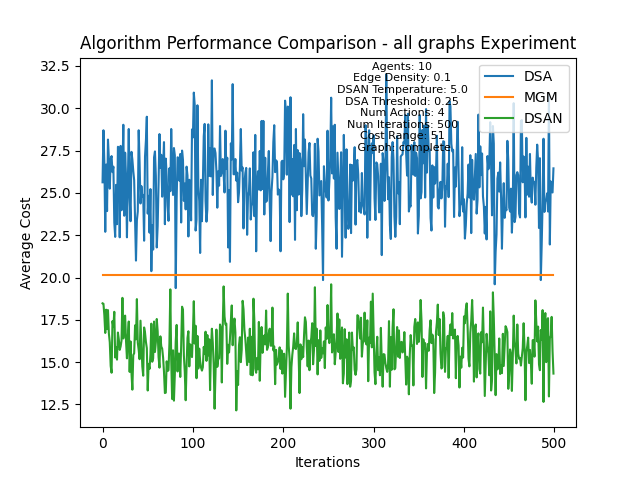 Algorithm Performance Comparison - all graphs Experiment
Agents: 10
Edge Density: 0.1
DSAN Temperature: 5.0
DSA Threshold: 0.25
Num Actions: 4
Num Iterations: 500
Cost Range: 51
Graph: complete
DSA
MGM
DSAN
Average Cost
32.5
30.0
27.5
25.0
22.5
20.0
17.5
15.0
12.5
0
100
200
300
400
500
Iterations